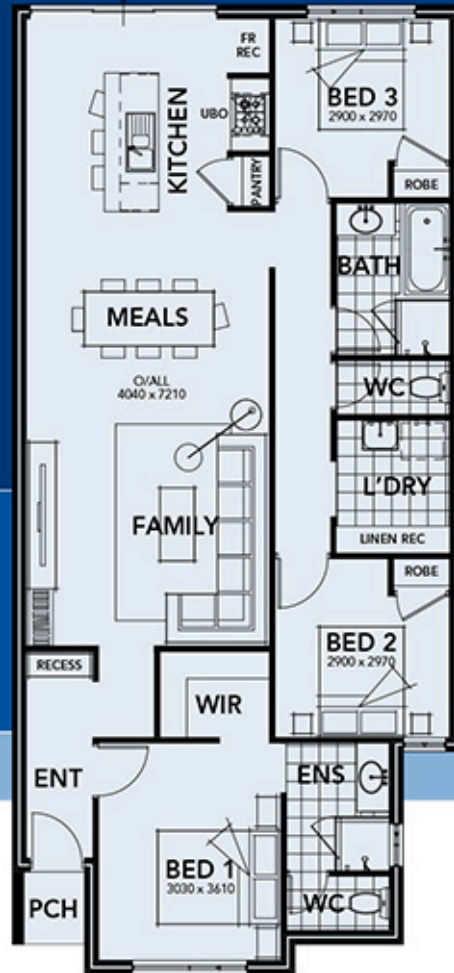 FR
REC
KITCHEN
UBO
PANTRY
BED 3
2900 x 2970
ROBE
BATH
MEALS
O/ALL
4040 x 7210
WC
L'DRY
LINEN REC
FAMILY
ROBE
BED 2
2900 x 2970
RECESS
WIR
ENT
ENS
BED 1
3030 x 3610
WC
PCH